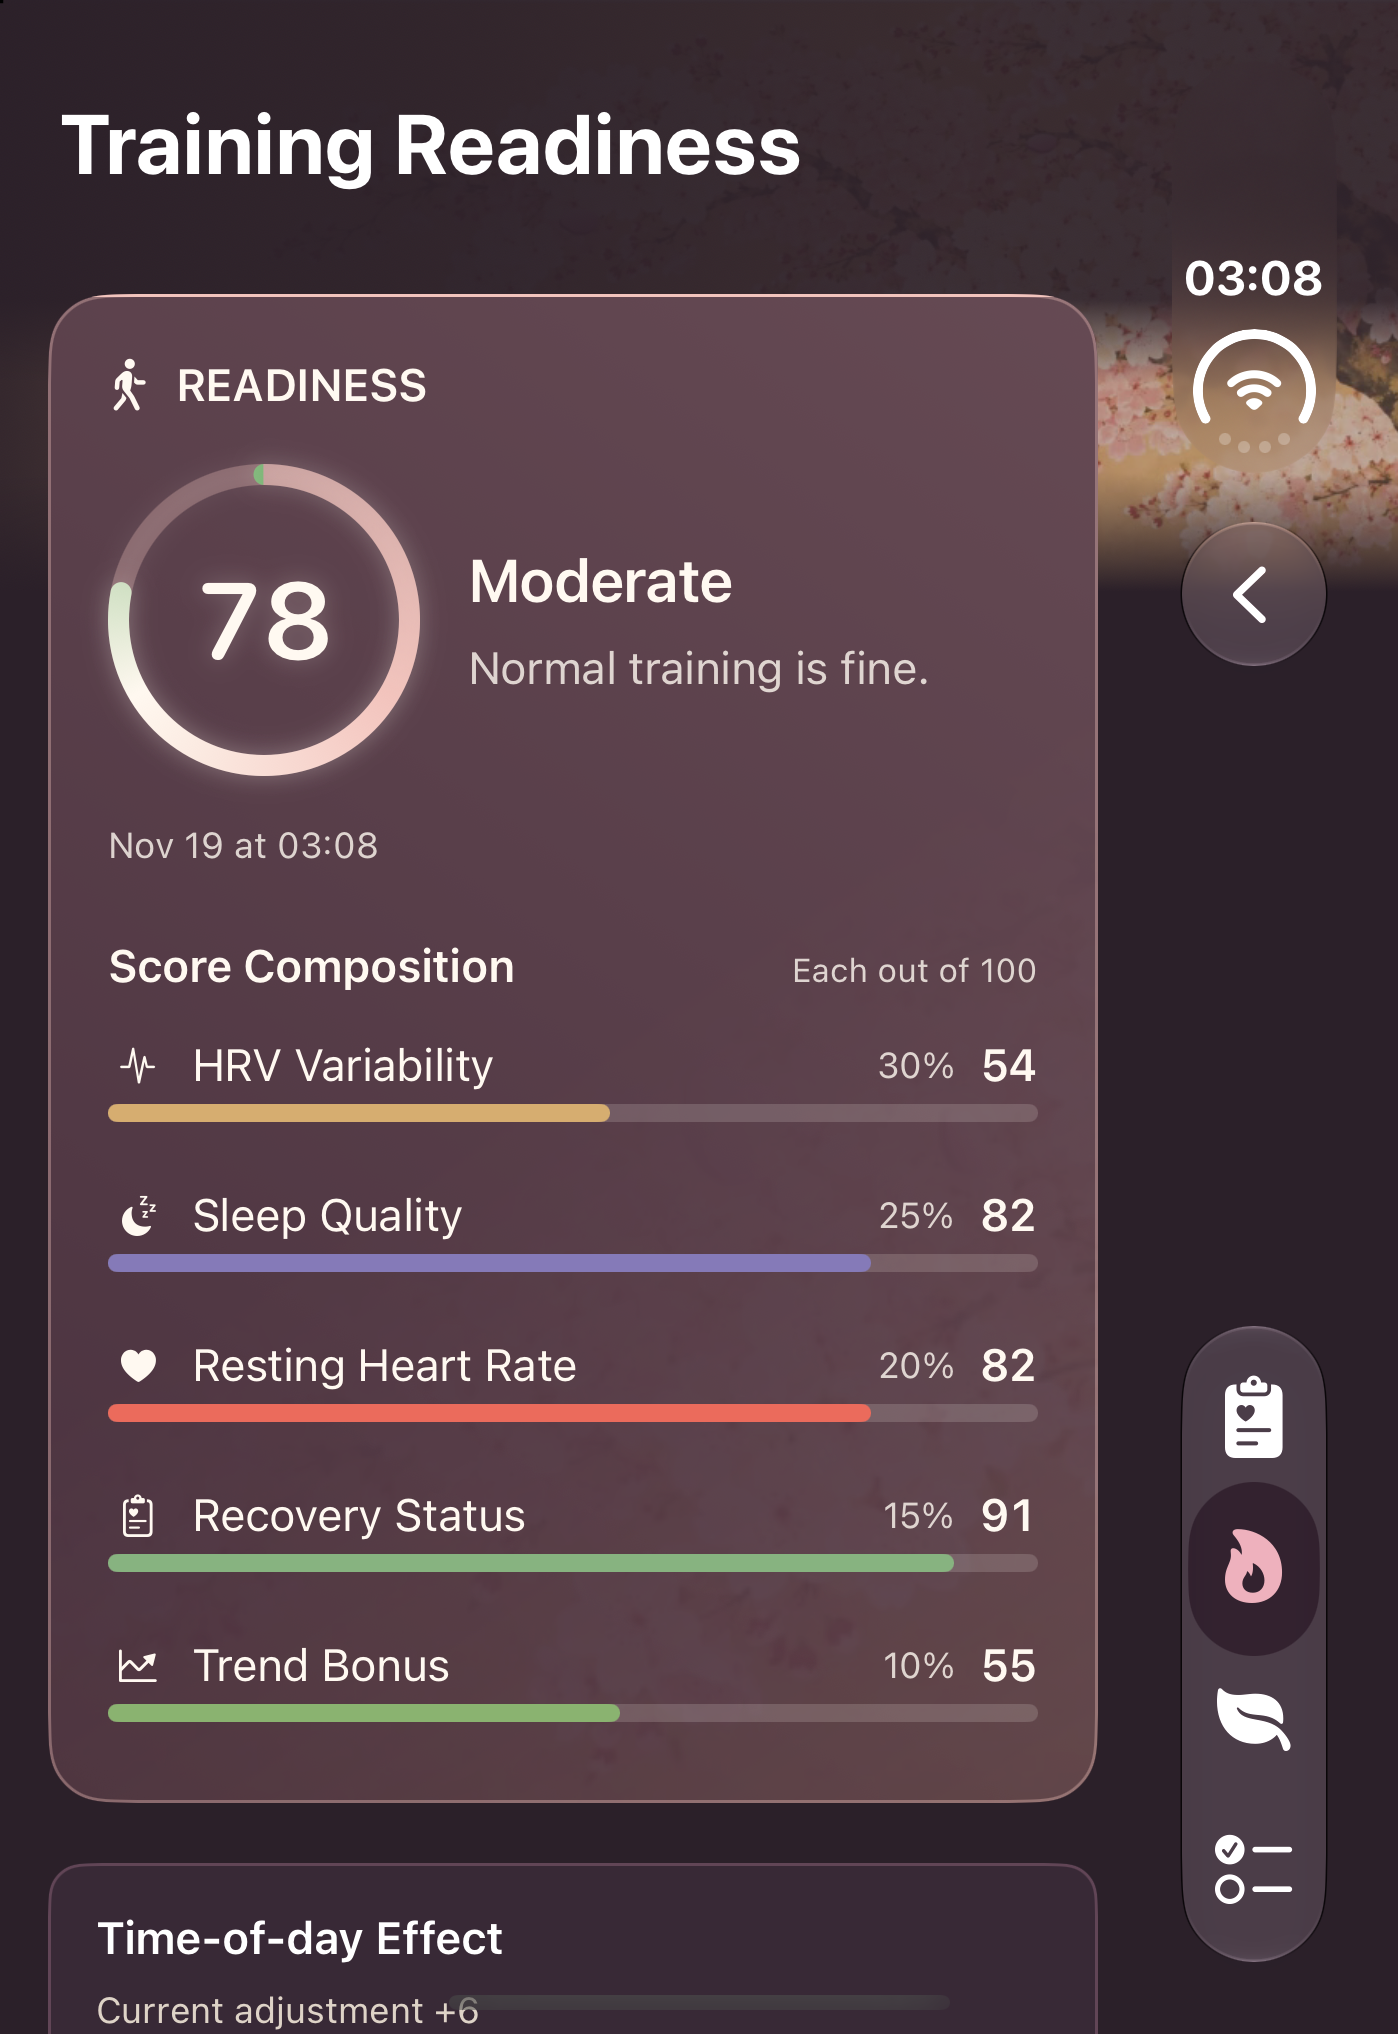 Training Readiness
03:08
READINESS
78
Moderate
Normal training is fine.
Nov 19 at 03:08
Score Composition
Each out of 100
HRV Variability 30% 54
Sleep Quality 25% 82
Resting Heart Rate 20% 82
Recovery Status 15% 91
Trend Bonus 10% 55
Time-of-day Effect
Current adjustment +6